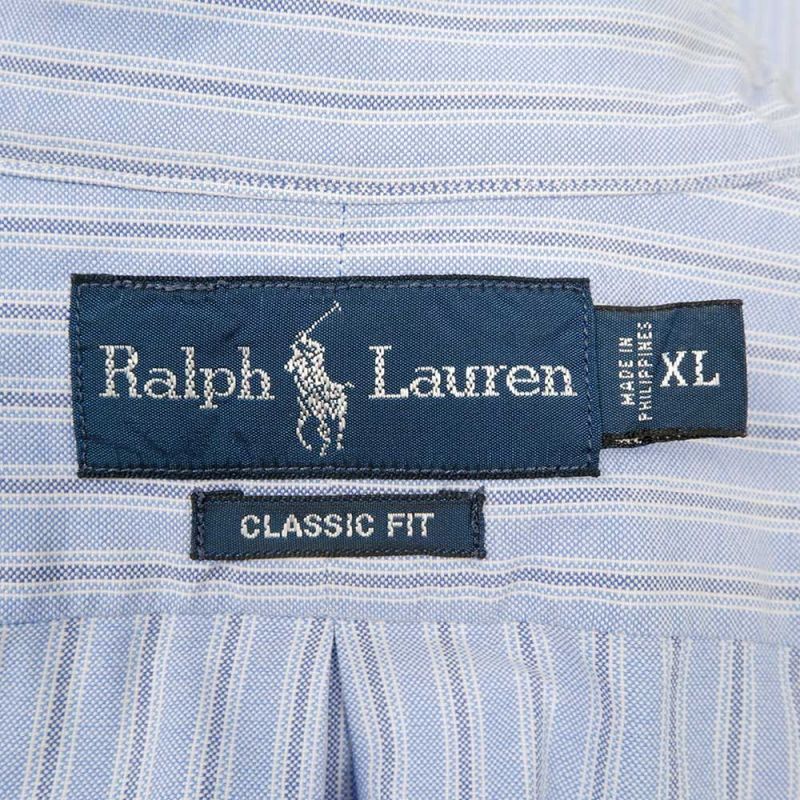 Ralph Lauren
MADE IN
PHILIPPINES
XL
CLASSIC FIT